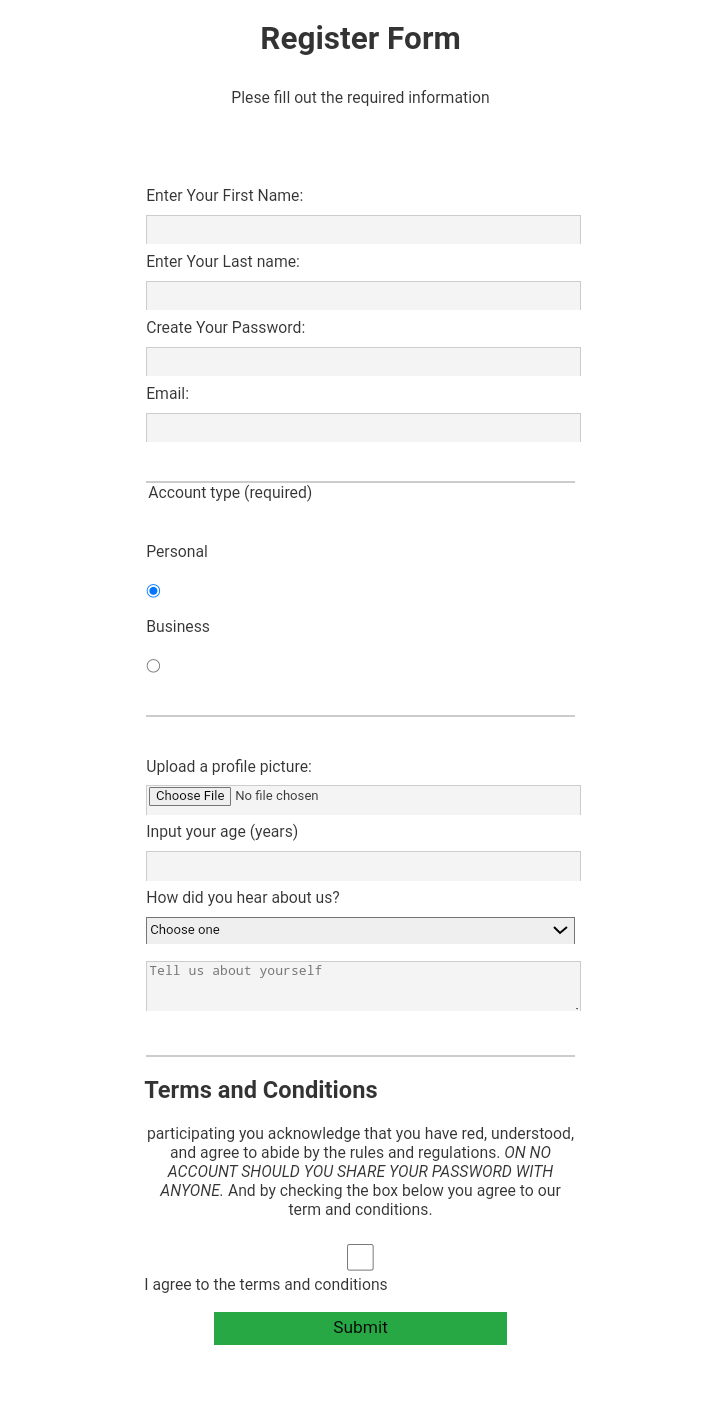 Register Form
Plese fill out the required information
Enter Your First Name:
Enter Your Last name:
Create Your Password:
Email:
Account type (required)
Personal
Business
Upload a profile picture:
Choose File No file chosen
Input your age (years)
How did you hear about us?
Choose one
Tell us about yourself
Terms and Conditions
participating you acknowledge that you have red, understood,
and agree to abide by the rules and regulations. ON NO
ACCOUNT SHOULD YOU SHARE YOUR PASSWORD WITH
ANYONE. And by checking the box below you agree to our
term and conditions.
I agree to the terms and conditions
Submit